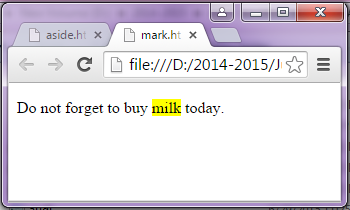 aside.ht
mark.ht
file:///D:/2014-2015/J
Do not forget to buy milk today.